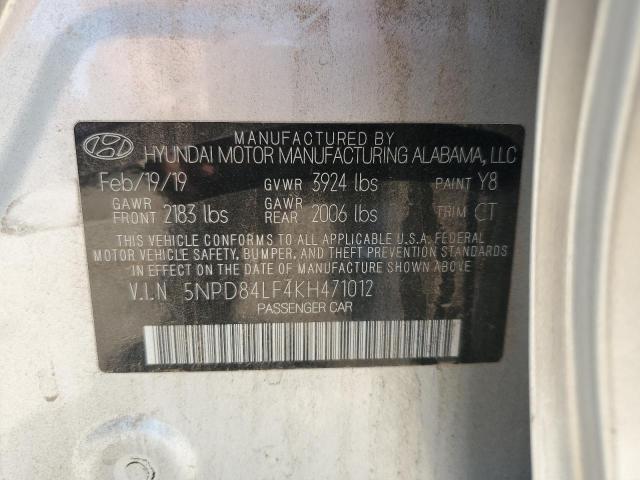 MANUFACTURED BY
HYUNDAI MOTOR MANUFACTURING ALABAMA, LLC
Feb/19/19 GVWR 3924 lbs PAINT Y8
GAWR FRONT 2183 lbs GAWR REAR 2006 lbs TRIM CT
THIS VEHICLE CONFORMS TO ALL APPLICABLE U.S.A. FEDERAL
MOTOR VEHICLE SAFETY, BUMPER, AND THEFT PREVENTION STANDARDS
IN EFFECT ON THE DATE OF MANUFACTURE SHOWN ABOVE
V.I.N 5NPD84LF4KH471012
PASSENGER CAR